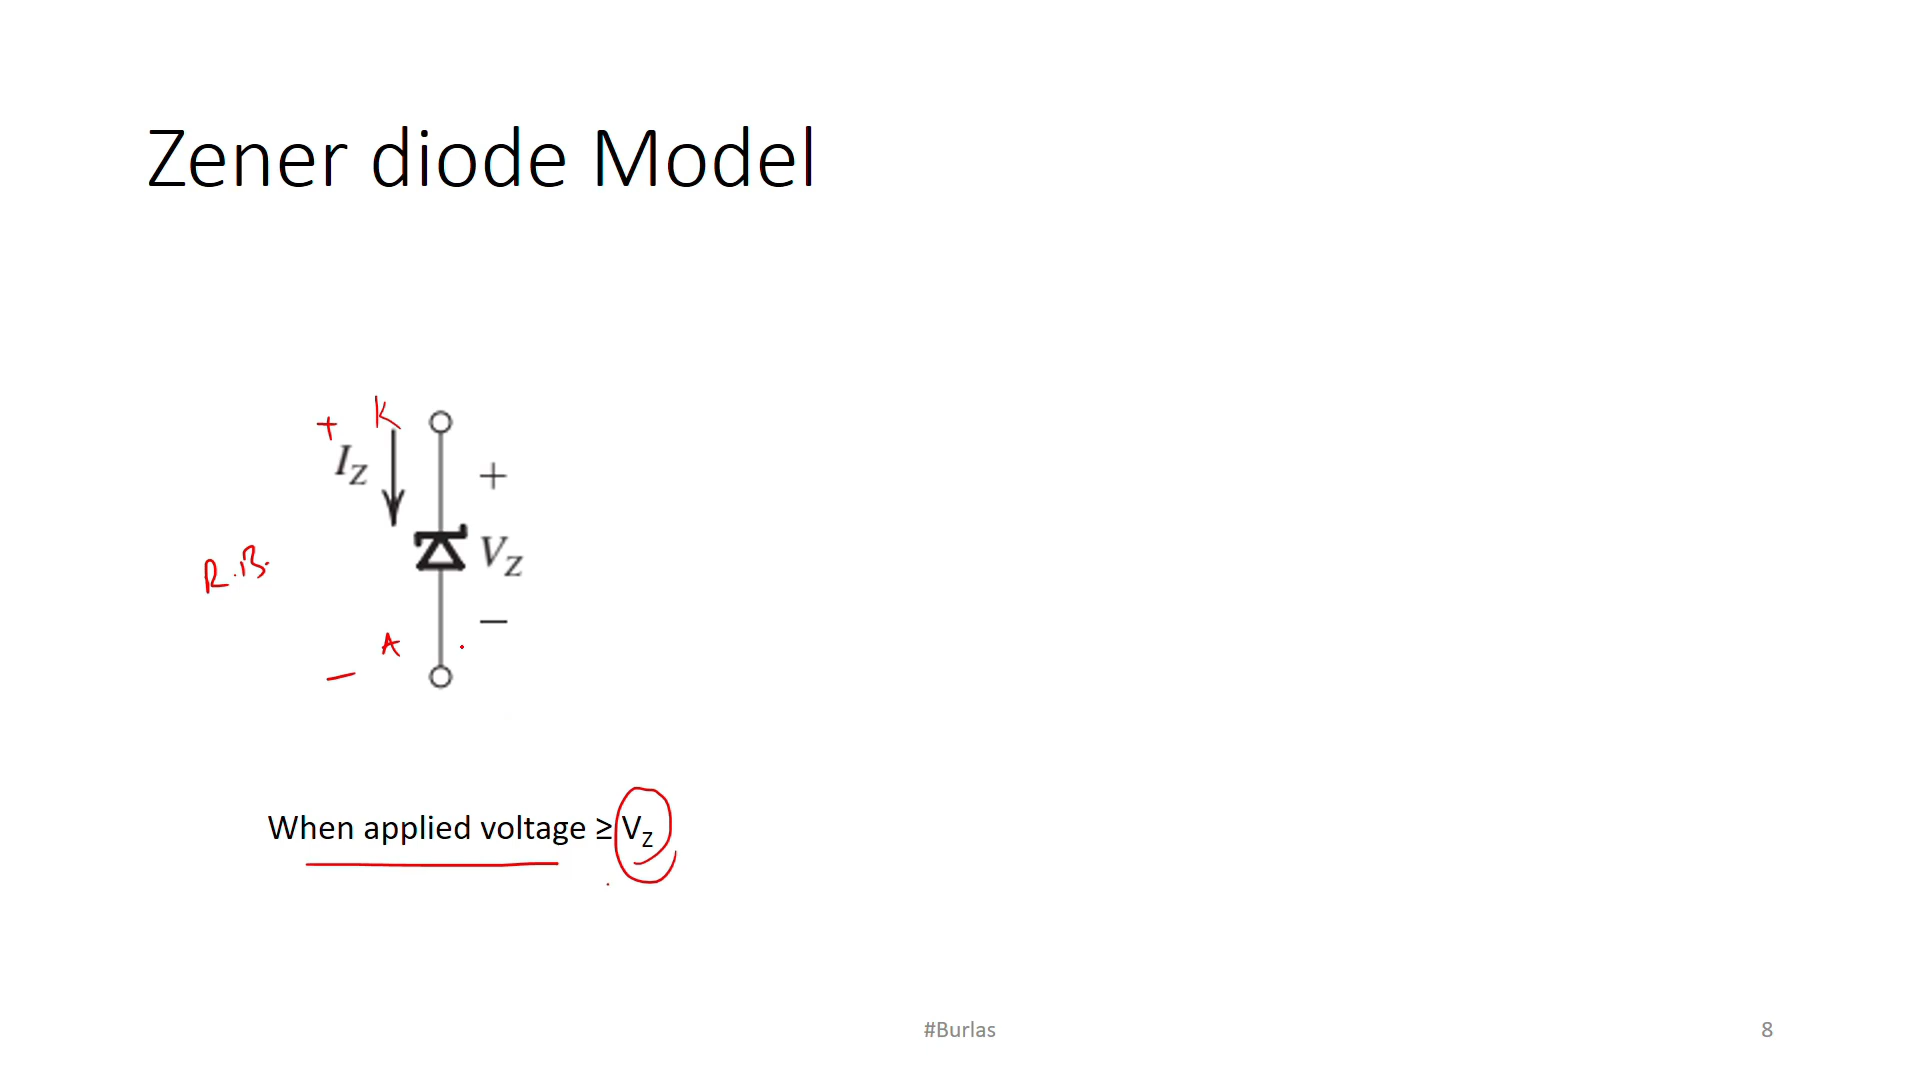 Zener diode Model
+ K
I_Z
+
R.B.
V_Z
−
A
−
When applied voltage ≥ V_Z
#Burlas
8